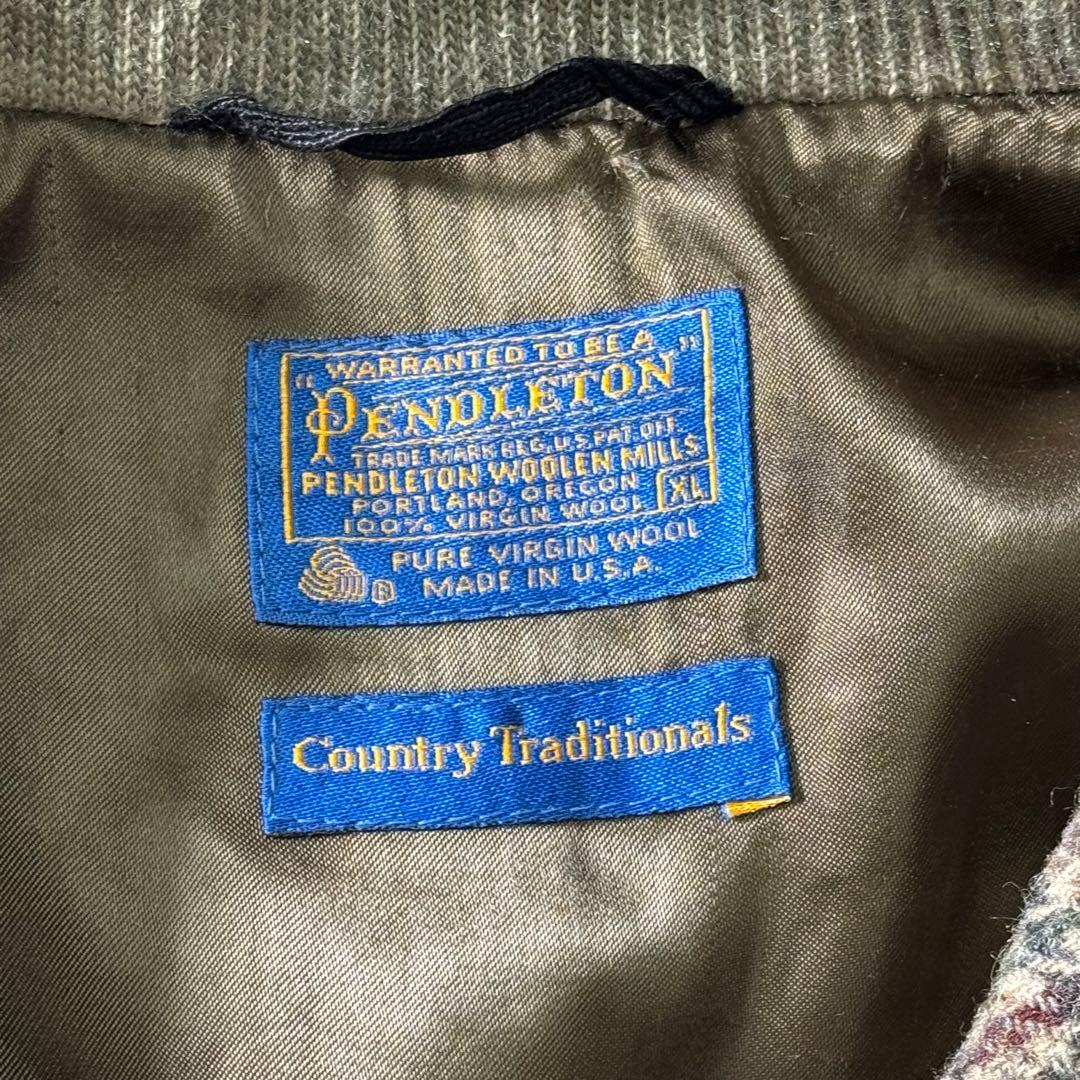 WARRANTED TO BE A
"PENDLETON"
TRADE MARK REG. U.S. PAT. OFF.
PENDLETON WOOLEN MILLS
PORTLAND, OREGON
100% VIRGIN WOOL
XL
PURE VIRGIN WOOL
® MADE IN U.S.A.
Country Traditionals